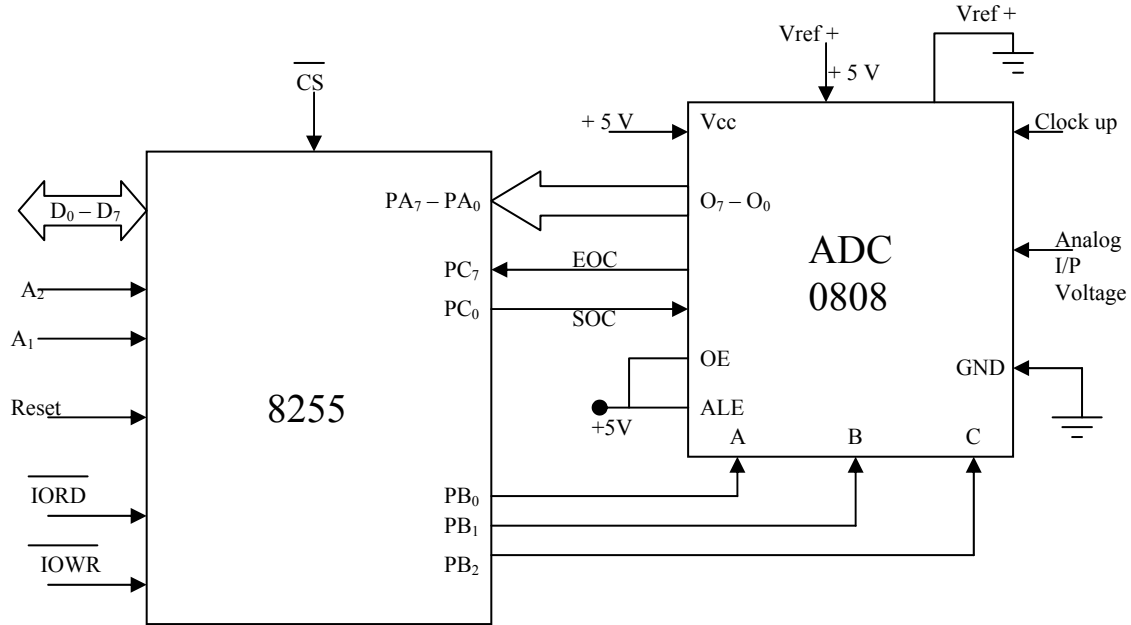 Vref +
Vref +
+ 5 V
CS
+ 5 V
Vcc
Clock up
D₀ – D₇
PA₇ – PA₀
O₇ – O₀
ADC
0808
Analog
I/P
Voltage
PC₇
EOC
A₂
PC₀
SOC
A₁
OE
GND
Reset
8255
ALE
+5V
A
B
C
IORD
PB₀
PB₁
IOWR
PB₂